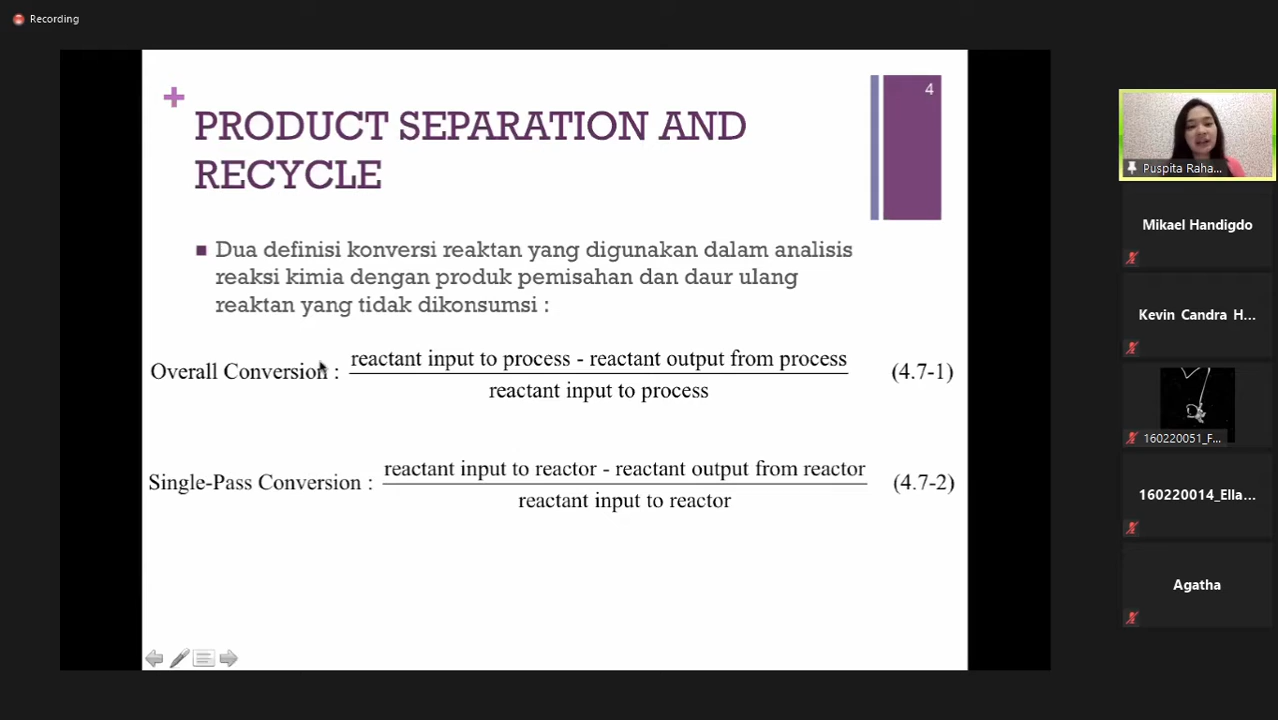 Recording
4
+
PRODUCT SEPARATION AND
RECYCLE
Dua definisi konversi reaktan yang digunakan dalam analisis
reaksi kimia dengan produk pemisahan dan daur ulang
reaktan yang tidak dikonsumsi :
Overall Conversion : reactant input to process - reactant output from process (4.7-1)
reactant input to process
Single-Pass Conversion : reactant input to reactor - reactant output from reactor (4.7-2)
reactant input to reactor
Puspita Raha...
Mikael Handigdo
Kevin Candra H...
160220051_F...
160220014_Ella...
Agatha